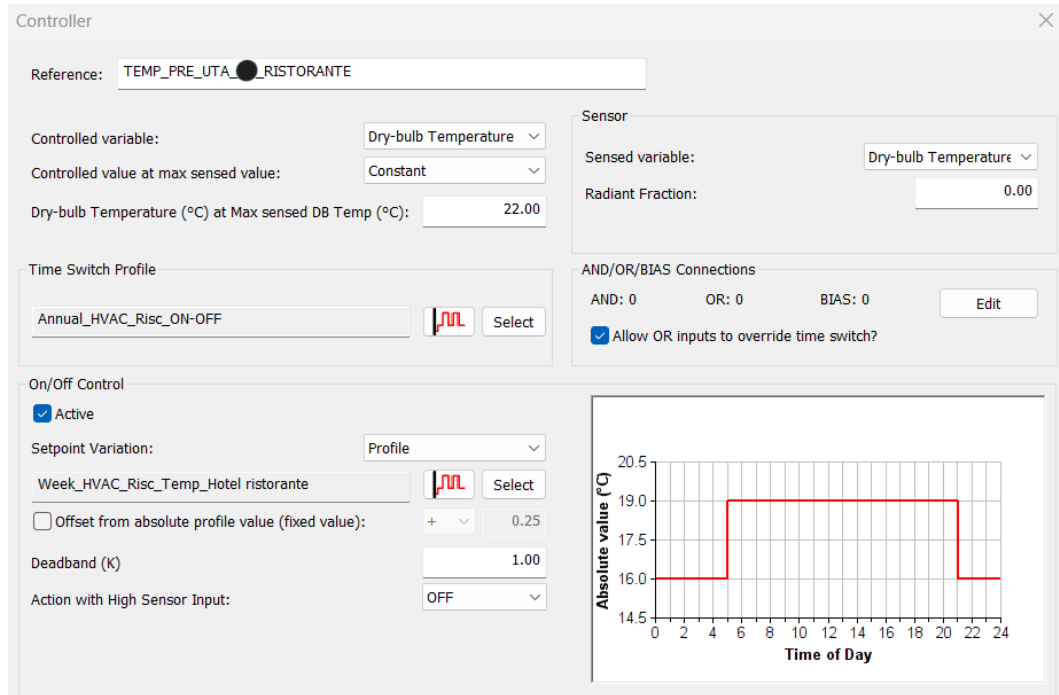 Controller
Reference: TEMP_PRE_UTA_ _RISTORANTE
Controlled variable: Dry-bulb Temperature
Controlled value at max sensed value: Constant
Dry-bulb Temperature (°C) at Max sensed DB Temp (°C): 22.00
Sensor
Sensed variable: Dry-bulb Temperature
Radiant Fraction: 0.00
Time Switch Profile
Annual_HVAC_Risc_ON-OFF Select
AND/OR/BIAS Connections
AND: 0 OR: 0 BIAS: 0 Edit
Allow OR inputs to override time switch?
On/Off Control
Active
Setpoint Variation: Profile
Week_HVAC_Risc_Temp_Hotel ristorante Select
Offset from absolute profile value (fixed value): + 0.25
Deadband (K) 1.00
Action with High Sensor Input: OFF
Absolute value (°C)
20.5
19.0
17.5
16.0
14.5
0 2 4 6 8 10 12 14 16 18 20 22 24
Time of Day